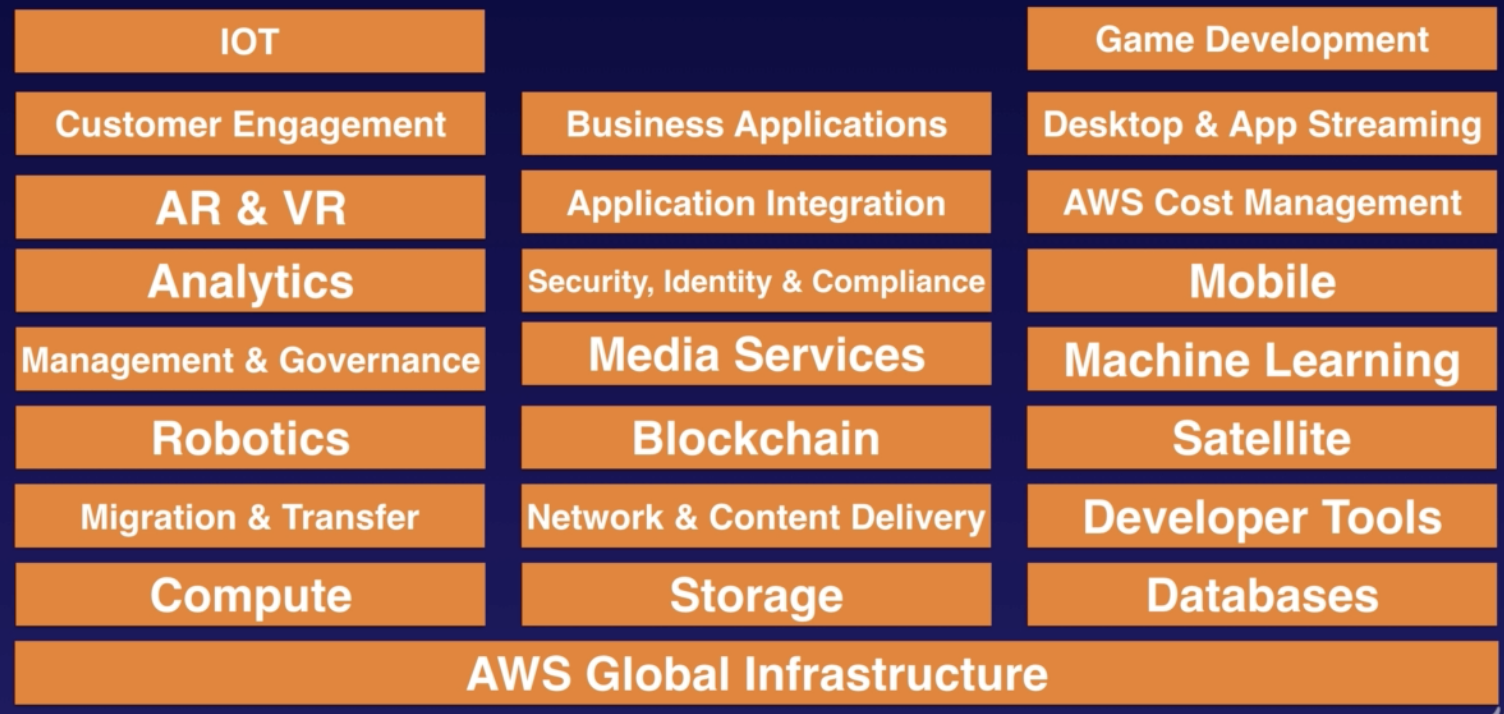 IOT
Game Development
Customer Engagement
Business Applications
Desktop & App Streaming
AR & VR
Application Integration
AWS Cost Management
Analytics
Security, Identity & Compliance
Mobile
Management & Governance
Media Services
Machine Learning
Robotics
Blockchain
Satellite
Migration & Transfer
Network & Content Delivery
Developer Tools
Compute
Storage
Databases
AWS Global Infrastructure